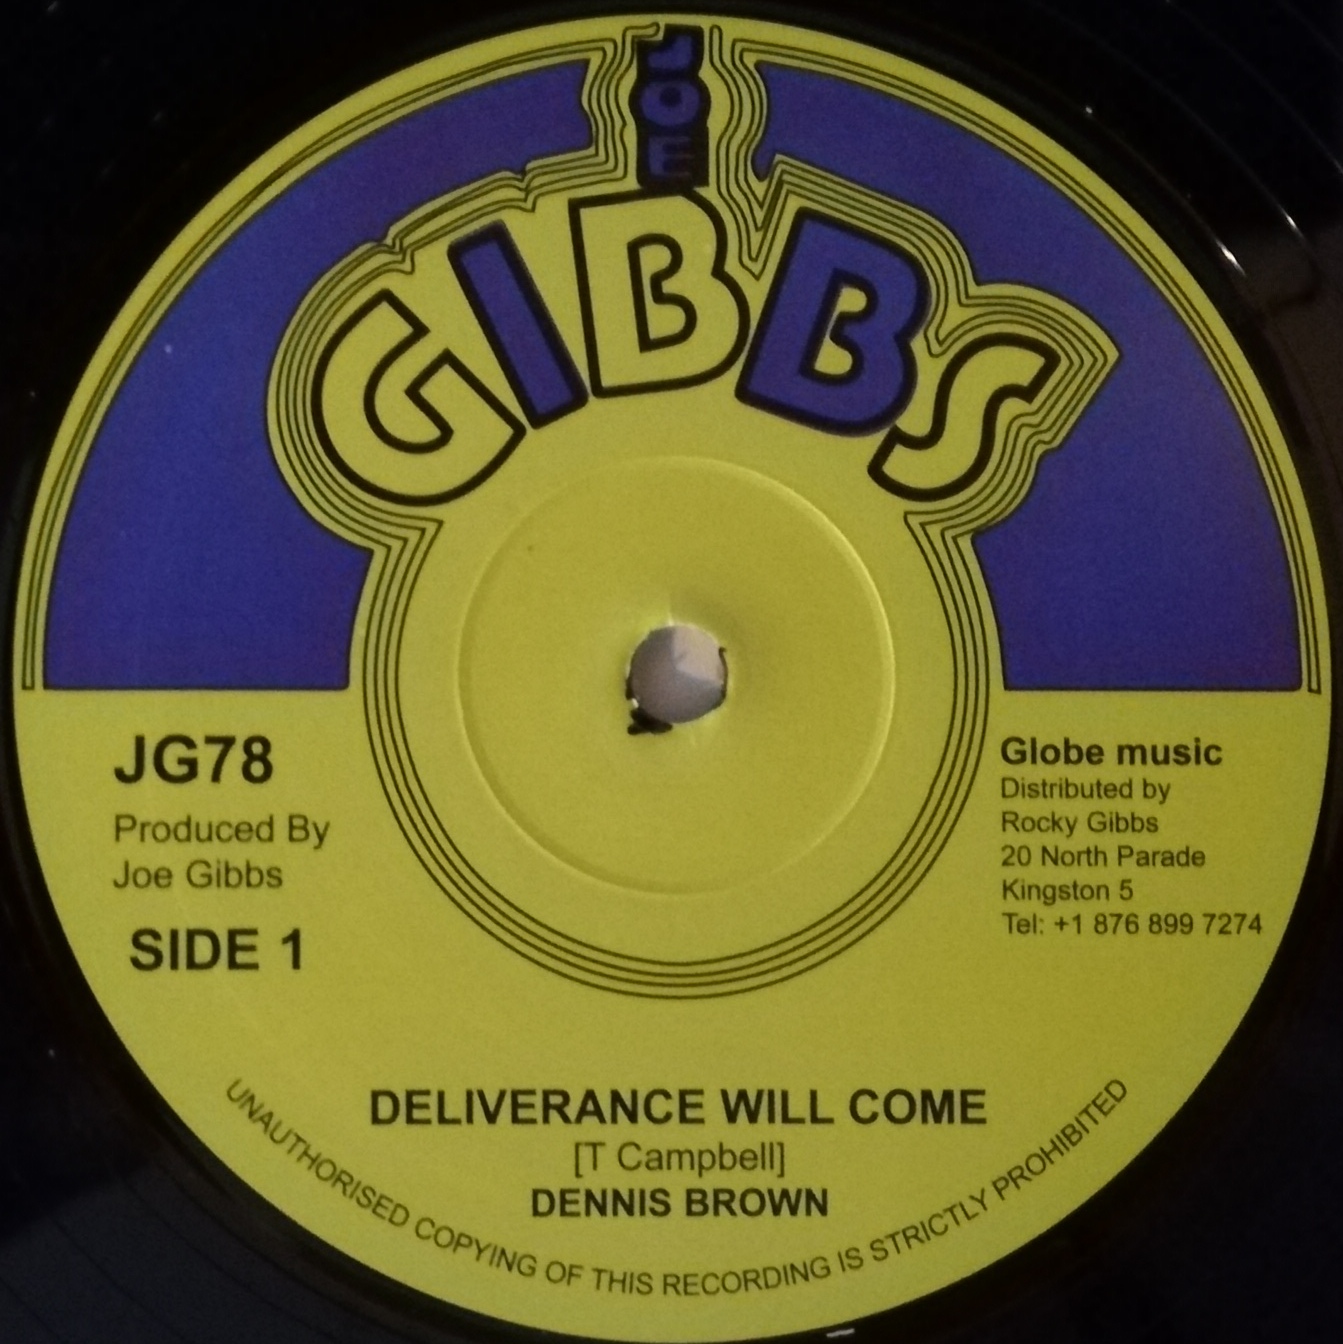 JOE
GIBBS
JG78
Produced By
Joe Gibbs
SIDE 1
Globe music
Distributed by
Rocky Gibbs
20 North Parade
Kingston 5
Tel: +1 876 899 7274
DELIVERANCE WILL COME
[T Campbell]
DENNIS BROWN
UNAUTHORISED COPYING OF THIS RECORDING IS STRICTLY PROHIBITED